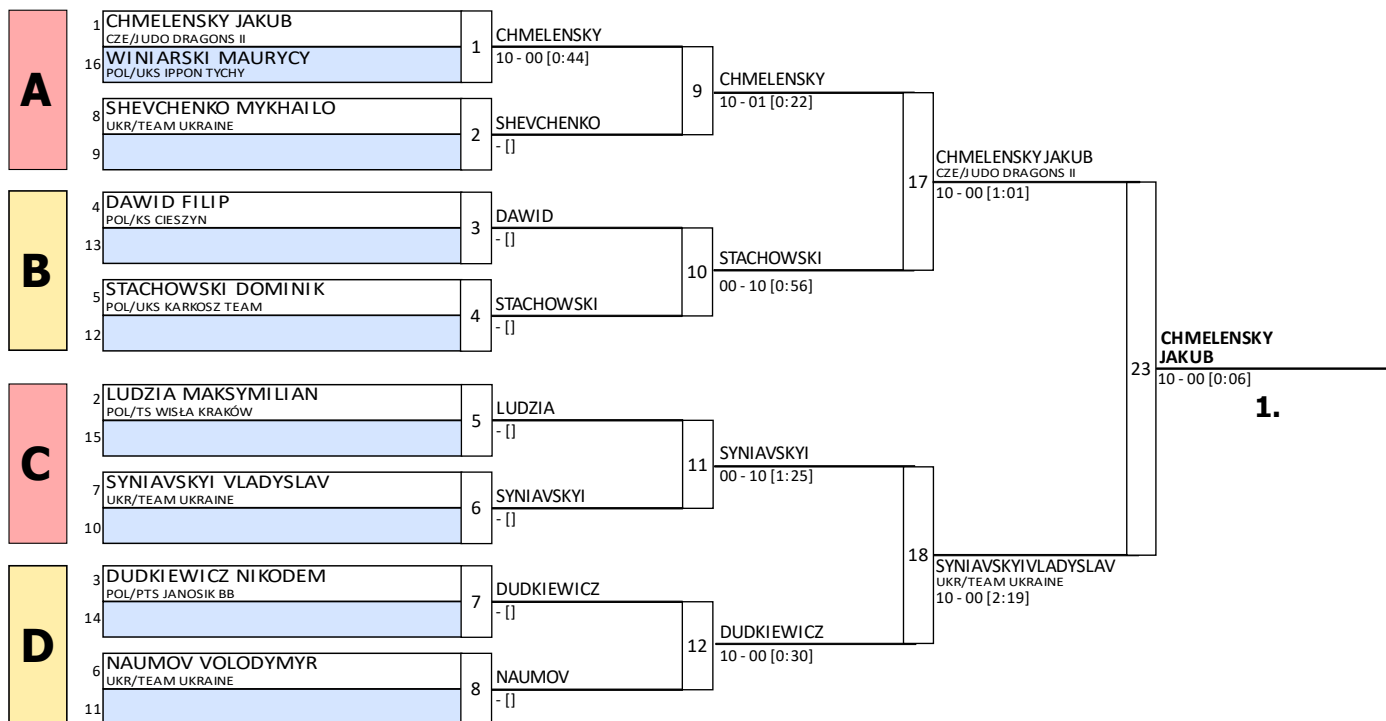 A
1 CHMELENSKY JAKUB
CZE/JUDO DRAGONS II
16 WINIARSKI MAURYCY
POL/UKS IPPON TYCHY
1
CHMELENSKY
10 - 00 [0:44]
8 SHEVCHENKO MYKHAILO
UKR/TEAM UKRAINE
9
2
SHEVCHENKO
- []
9
CHMELENSKY
10 - 01 [0:22]
B
4 DAWID FILIP
POL/KS CIESZYN
13
3
DAWID
- []
5 STACHOWSKI DOMINIK
POL/UKS KARKOSZ TEAM
12
4
STACHOWSKI
- []
10
STACHOWSKI
00 - 10 [0:56]
17
CHMELENSKY JAKUB
CZE/JUDO DRAGONS II
10 - 00 [1:01]
C
2 LUDZIA MAKSYMILIAN
POL/TS WISŁA KRAKÓW
15
5
LUDZIA
- []
7 SYNIAVSKYI VLADYSLAV
UKR/TEAM UKRAINE
10
6
SYNIAVSKYI
- []
11
SYNIAVSKYI
00 - 10 [1:25]
D
3 DUDKIEWICZ NIKODEM
POL/PTS JANOSIK BB
14
7
DUDKIEWICZ
- []
6 NAUMOV VOLODYMYR
UKR/TEAM UKRAINE
11
8
NAUMOV
- []
12
DUDKIEWICZ
10 - 00 [0:30]
18
SYNIAVSKYI VLADYSLAV
UKR/TEAM UKRAINE
10 - 00 [2:19]
23
CHMELENSKY
JAKUB
10 - 00 [0:06]
1.